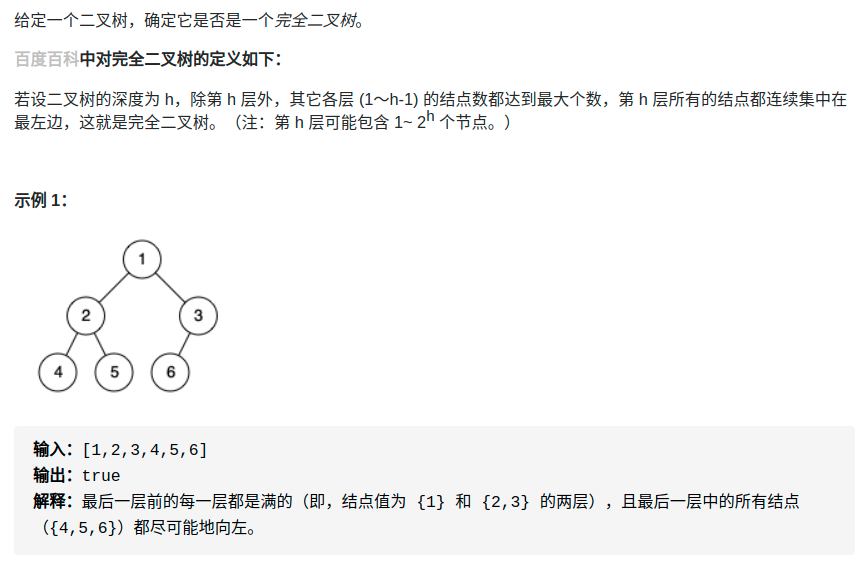 给定一个二叉树，确定它是否是一个完全二叉树。
百度百科中对完全二叉树的定义如下：
若设二叉树的深度为 h，除第 h 层外，其它各层 (1～h-1) 的结点数都达到最大个数，第 h 层所有的结点都连续集中在
最左边，这就是完全二叉树。（注：第 h 层可能包含 1~ 2h 个节点。）
示例 1：
1
2 3
4 5 6
输入：[1,2,3,4,5,6]
输出：true
解释：最后一层前的每一层都是满的（即，结点值为 {1} 和 {2,3} 的两层），且最后一层中的所有结点
（{4,5,6}）都尽可能地向左。